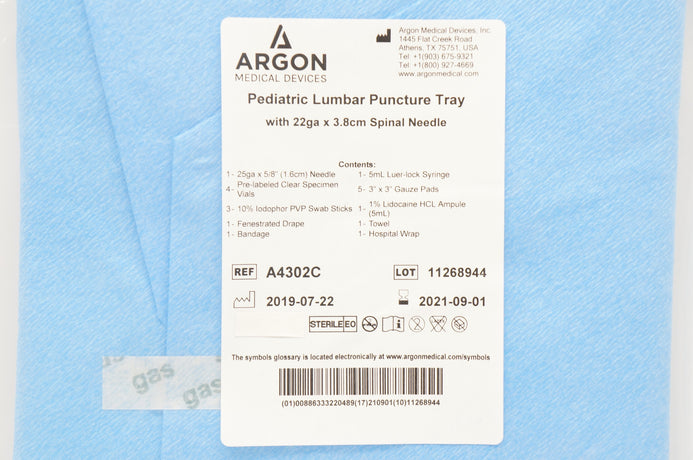 ARGON
MEDICAL DEVICES
Argon Medical Devices, Inc.
1445 Flat Creek Road
Athens, TX 75751, USA
Tel: +1(903) 675-9321
Tel: +1(800) 927-4669
www.argonmedical.com
Pediatric Lumbar Puncture Tray
with 22ga x 3.8cm Spinal Needle
Contents:
1- 25ga x 5/8" (1.6cm) Needle
4- Pre-labeled Clear Specimen
Vials
3- 10% Iodophor PVP Swab Sticks
1- Fenestrated Drape
1- Bandage
1- 5mL Luer-lock Syringe
5- 3" x 3" Gauze Pads
1- 1% Lidocaine HCL Ampule
(5mL)
1- Towel
1- Hospital Wrap
REF A4302C
LOT 11268944
2019-07-22
2021-09-01
STERILE EO
The symbols glossary is located electronically at www.argonmedical.com/symbols
(01)00886333220489(17)210901(10)11268944
gas
gas